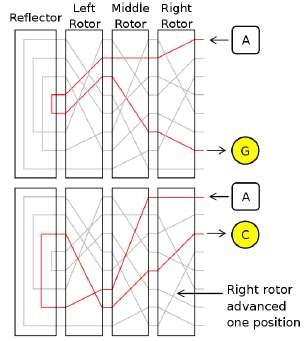 Reflector
Left
Rotor
Middle
Rotor
Right
Rotor
A
G
A
C
Right rotor
advanced
one position